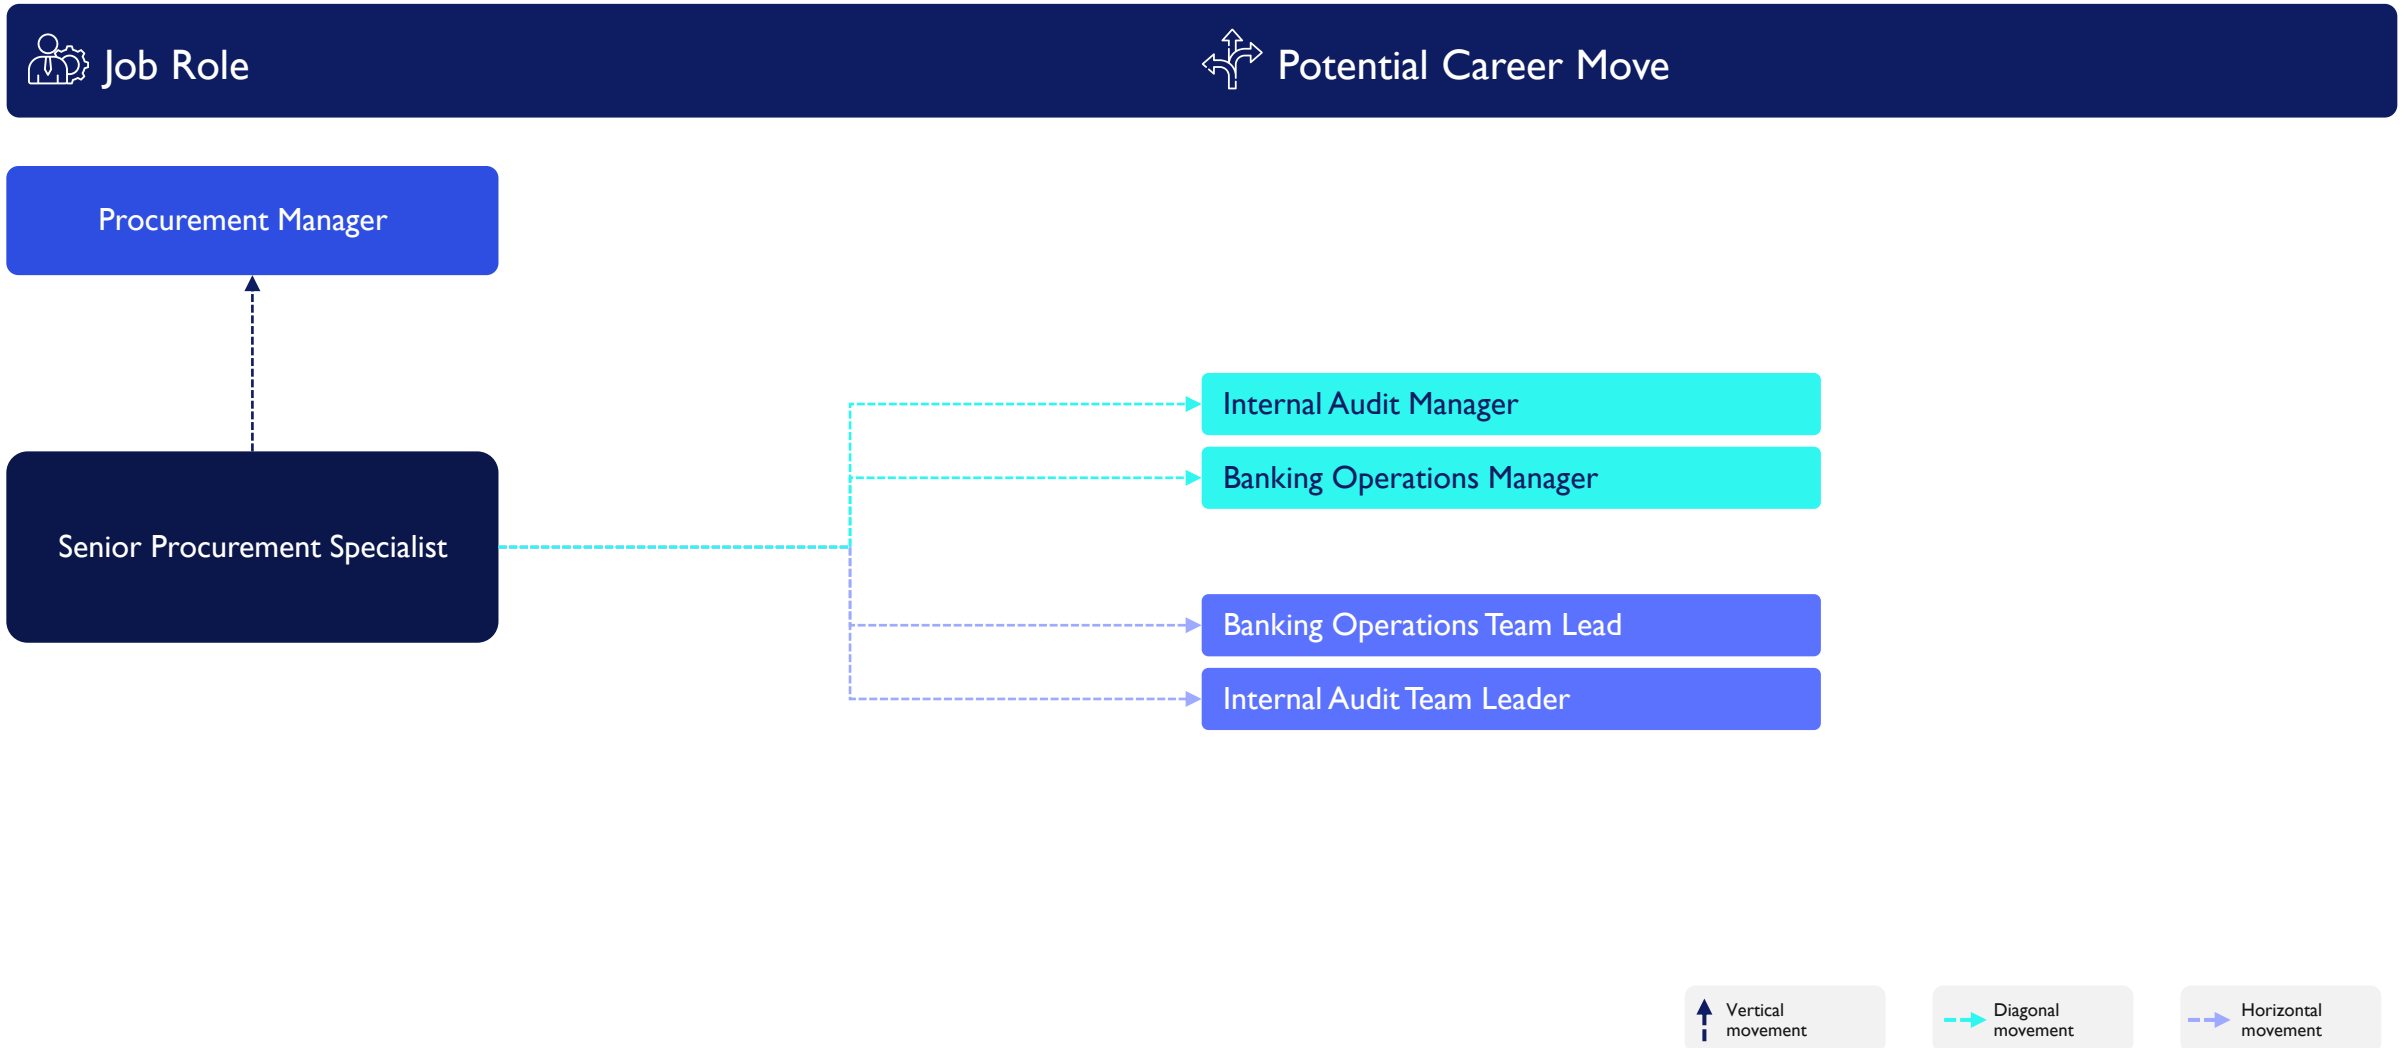 Job Role
Potential Career Move
Procurement Manager
Internal Audit Manager
Banking Operations Manager
Senior Procurement Specialist
Banking Operations Team Lead
Internal Audit Team Leader
Vertical
movement
Diagonal
movement
Horizontal
movement